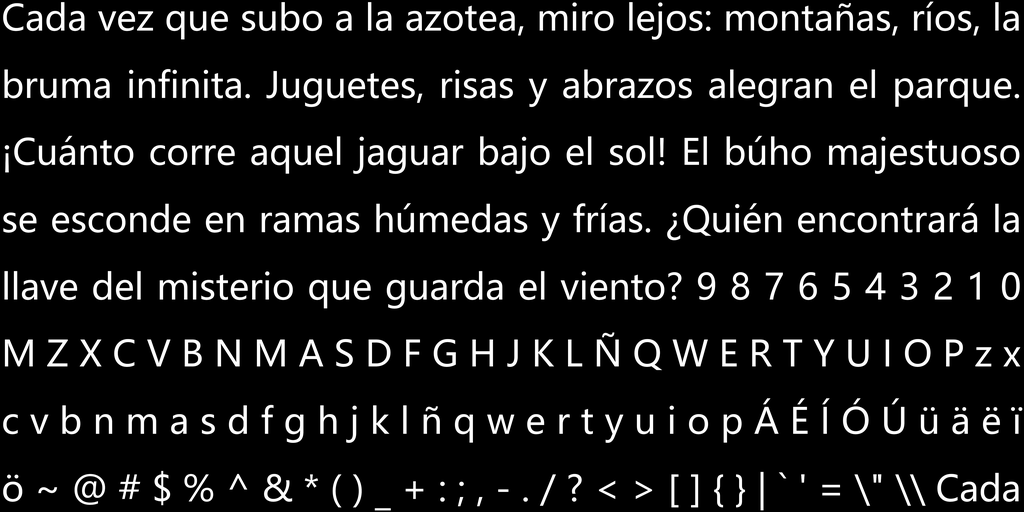 Cada vez que subo a la azotea, miro lejos: montañas, ríos, la
bruma infinita. Juguetes, risas y abrazos alegran el parque.
¡Cuánto corre aquel jaguar bajo el sol! El búho majestuoso
se esconde en ramas húmedas y frías. ¿Quién encontrará la
llave del misterio que guarda el viento? 9 8 7 6 5 4 3 2 1 0
M Z X C V B N M A S D F G H J K L Ñ Q W E R T Y U I O P z x
c v b n m a s d f g h j k l ñ q w e r t y u i o p Á É Í Ó Ú ü ä ë ï
ö ~ @ # $ % ^ & * ( ) _ + : ; , - . / ? < > [ ] { } | ` ' = \" \\ Cada